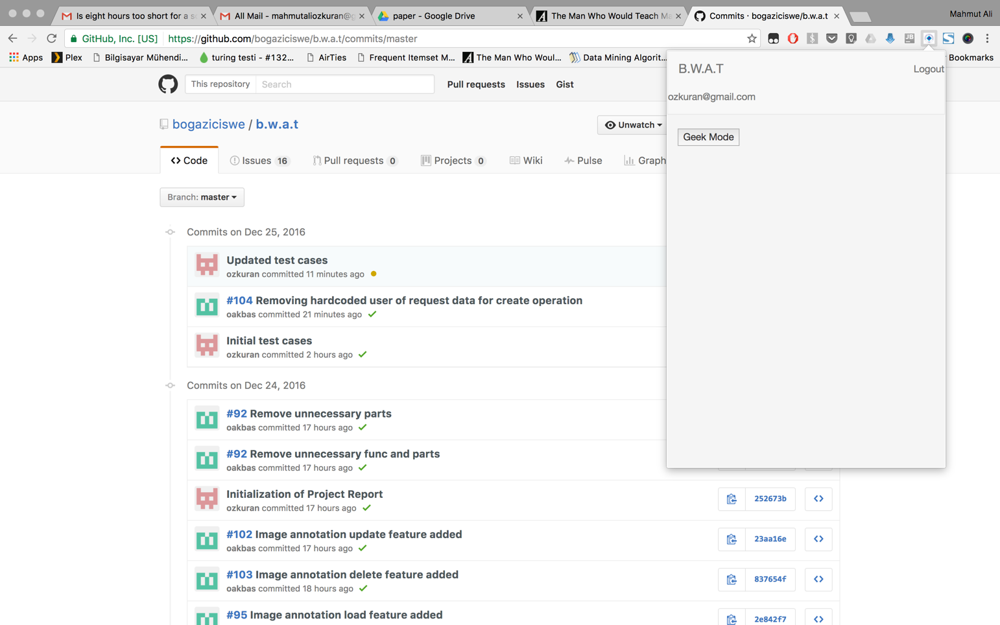 Is eight hours too short for a s
All Mail - mahmutaliozkuran@g
paper - Google Drive
The Man Who Would Teach Ma
Commits · bogaziciswe/b.w.a.t
Mahmut Ali
GitHub, Inc. [US]
https://github.com/bogaziciswe/b.w.a.t/commits/master
Apps
Plex
Bilgisayar Mühendi...
turing testi - #132...
AirTies
Frequent Itemset M...
The Man Who Woul...
Data Mining Algorit...
Bookmarks
This repository
Search
Pull requests
Issues
Gist
B.W.A.T
Logout
ozkuran@gmail.com
Geek Mode
bogaziciswe / b.w.a.t
Unwatch
Code
Issues 16
Pull requests 0
Projects 0
Wiki
Pulse
Graph
Branch: master
Commits on Dec 25, 2016
Updated test cases
ozkuran committed 11 minutes ago
#104 Removing hardcoded user of request data for create operation
oakbas committed 21 minutes ago
Initial test cases
ozkuran committed 2 hours ago
Commits on Dec 24, 2016
#92 Remove unnecessary parts
oakbas committed 17 hours ago
#92 Remove unnecessary func and parts
oakbas committed 17 hours ago
Initialization of Project Report
ozkuran committed 17 hours ago
252673b
#102 Image annotation update feature added
oakbas committed 17 hours ago
23aa16e
#103 Image annotation delete feature added
oakbas committed 18 hours ago
837654f
#95 Image annotation load feature added
2e842f7